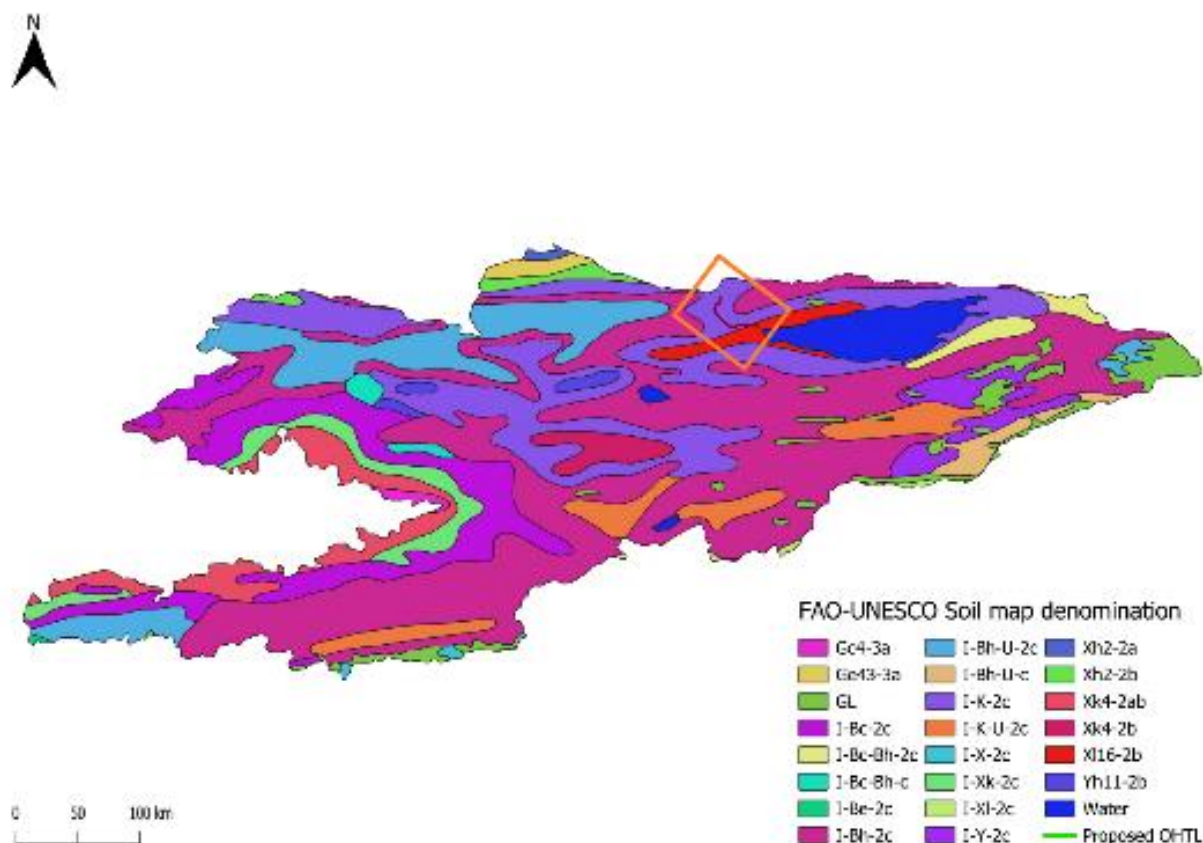 N
FAO-UNESCO Soil map denomination
Gc4-3a
Ge43-3a
GL
I-Bc-2c
I-Bc-Bh-2c
I-Bc-Bh-c
I-Be-2c
I-Bh-2c
I-Bh-U-2c
I-Bh-U-c
I-K-2c
I-K-U-2c
I-X-2c
I-Xk-2c
I-Xl-2c
I-Y-2c
Xh2-2a
Xh2-2b
Xk4-2ab
Xk4-2b
Xl16-2b
Yh11-2b
Water
Proposed OHTL
0 50 100 km